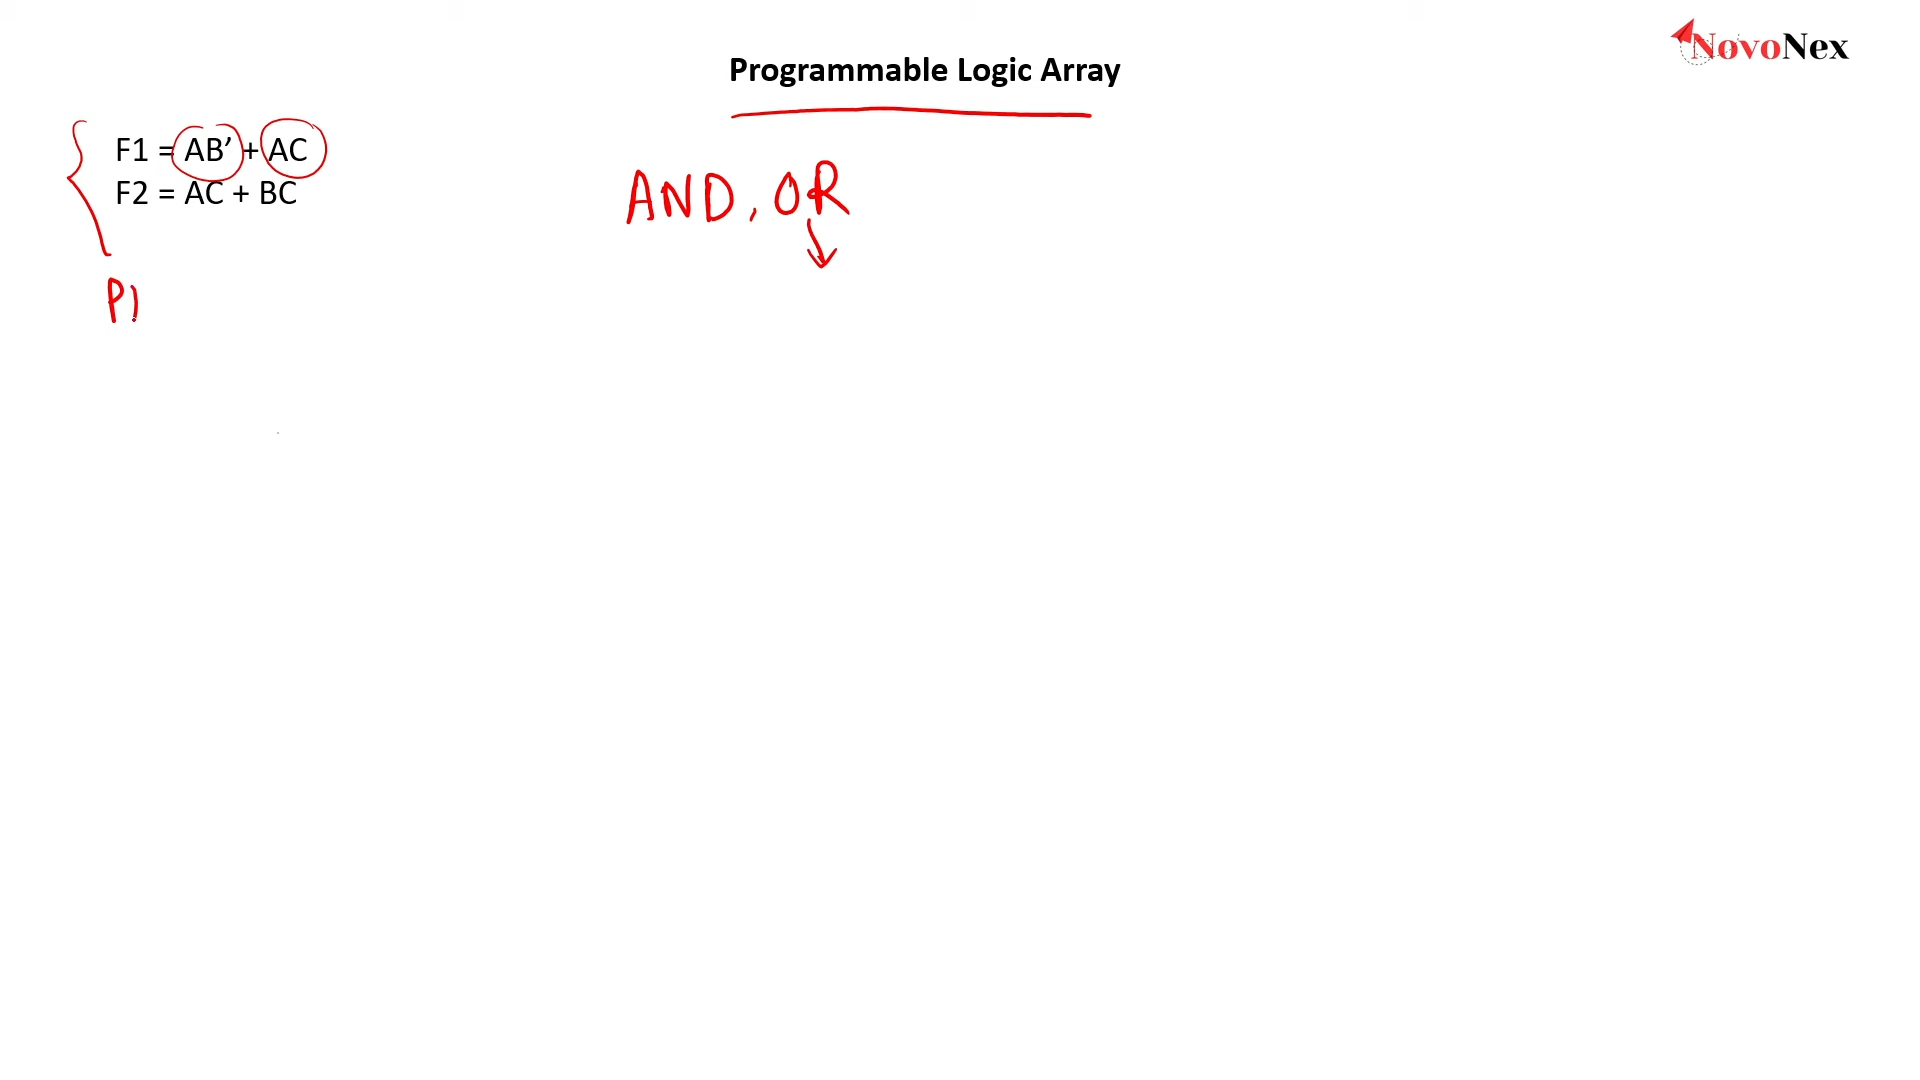 NovoNex
Programmable Logic Array
F1 = AB’ + AC
F2 = AC + BC
AND, OR
P1